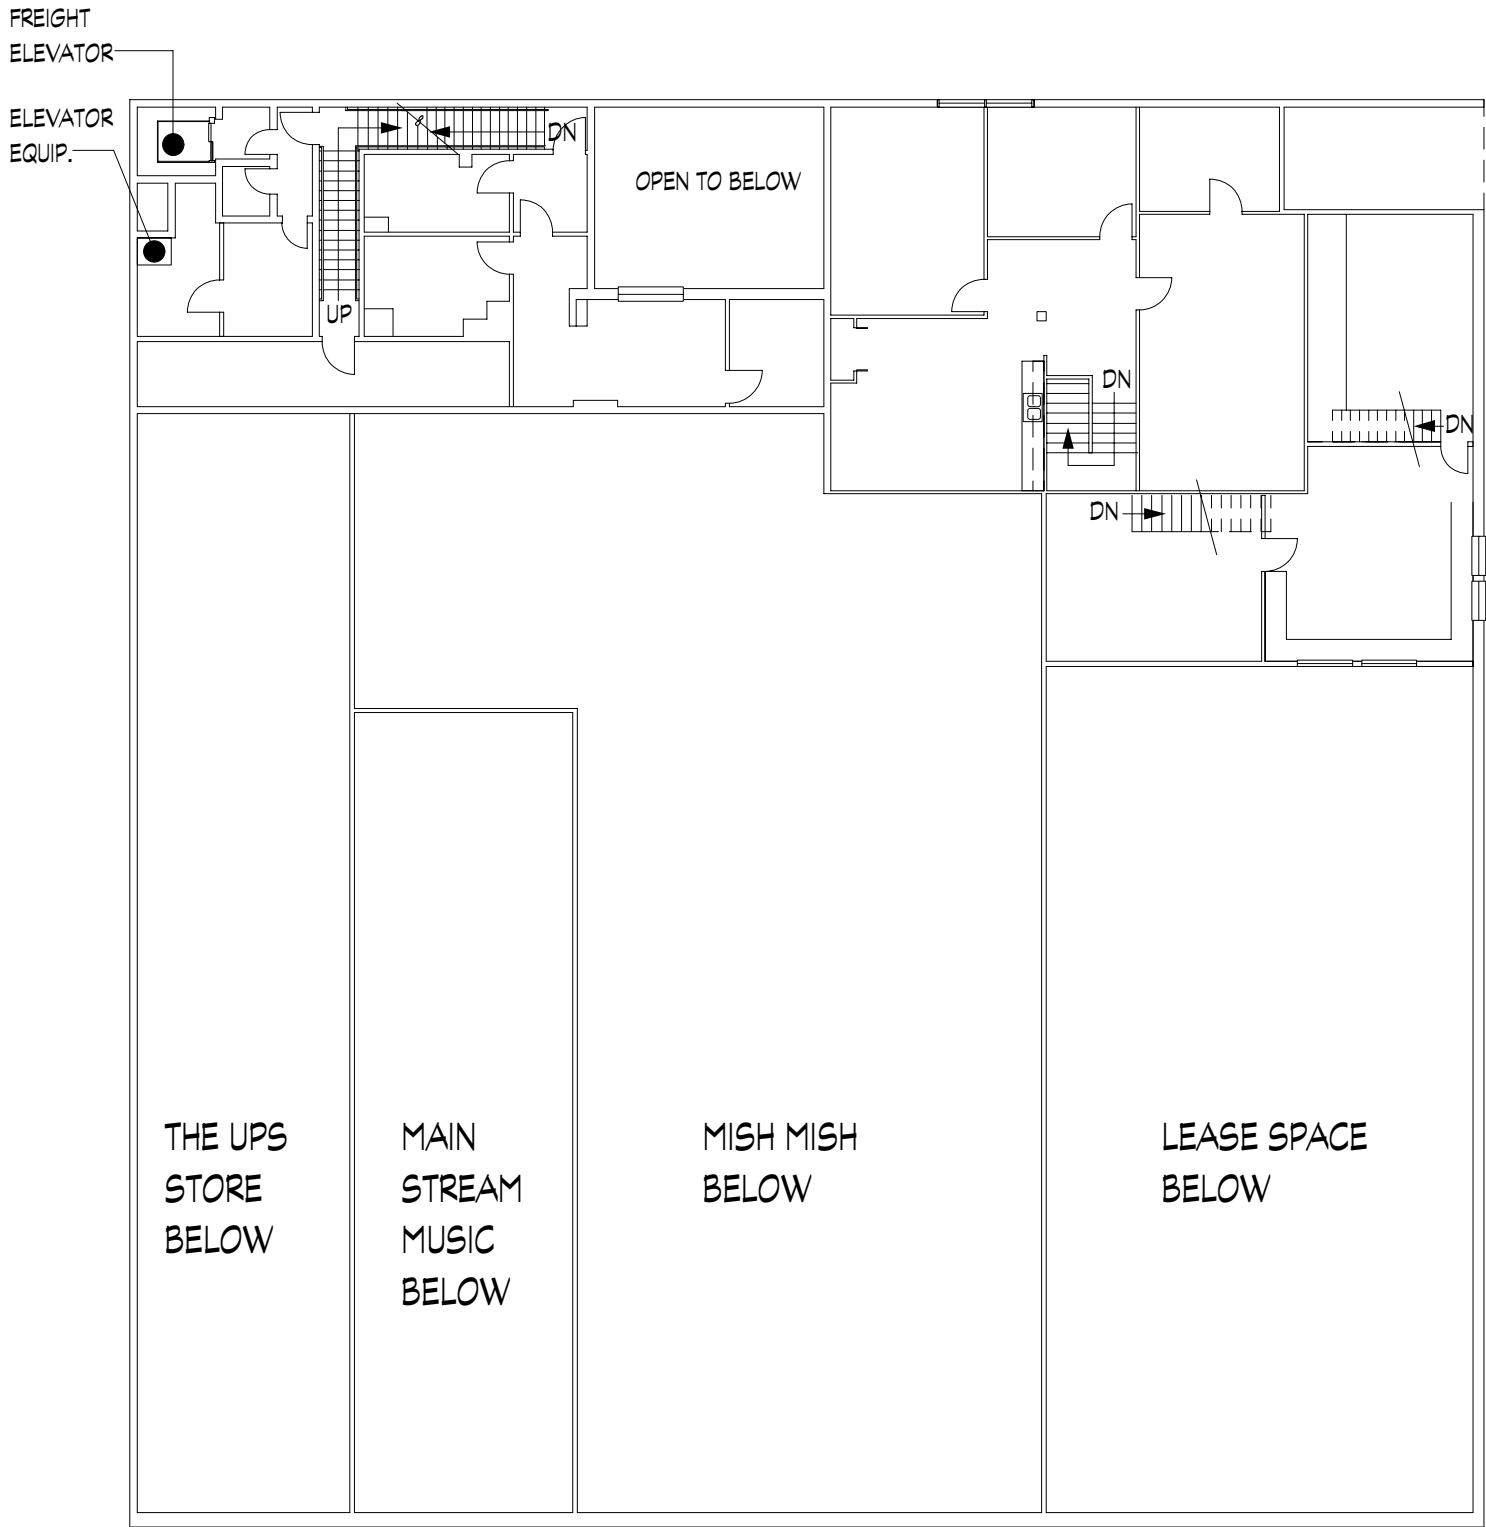 FREIGHT
ELEVATOR
ELEVATOR
EQUIP.
DN
OPEN TO BELOW
UP
DN
DN
DN
THE UPS
STORE
BELOW
MAIN
STREAM
MUSIC
BELOW
MISH MISH
BELOW
LEASE SPACE
BELOW